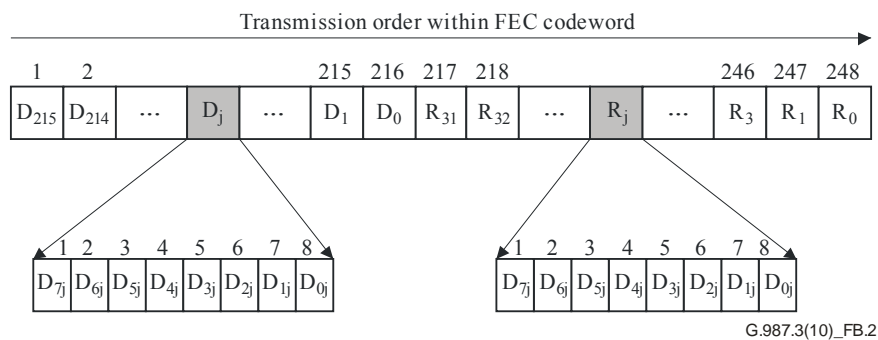 Transmission order within FEC codeword
1 2 215 216 217 218 246 247 248
D215 D214 ... Dj ... D1 D0 R31 R32 ... Rj ... R3 R1 R0
1 2 3 4 5 6 7 8 1 2 3 4 5 6 7 8
D7j D6j D5j D4j D3j D2j D1j D0j D7j D6j D5j D4j D3j D2j D1j D0j
G.987.3(10)_FB.2